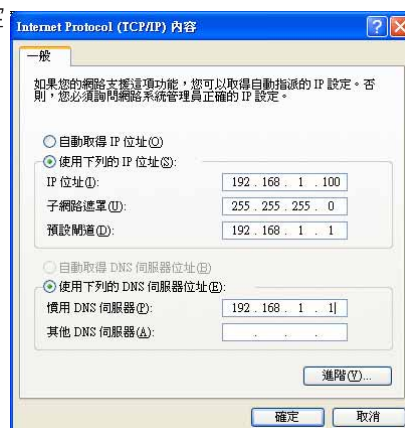 Internet Protocol (TCP/IP) 內容
一般
如果您的網路支援這項功能，您可以取得自動指派的 IP 設定。否
則，您必須詢問網路系統管理員正確的 IP 設定。
自動取得 IP 位址(O)
使用下列的 IP 位址(S):
IP 位址(I): 192 . 168 . 1 . 100
子網路遮罩(U): 255 . 255 . 255 . 0
預設閘道(D): 192 . 168 . 1 . 1
自動取得 DNS 伺服器位址(B)
使用下列的 DNS 伺服器位址(E):
慣用 DNS 伺服器(P): 192 . 168 . 1 . 1
其他 DNS 伺服器(A): . . .
進階(V)...
確定 取消